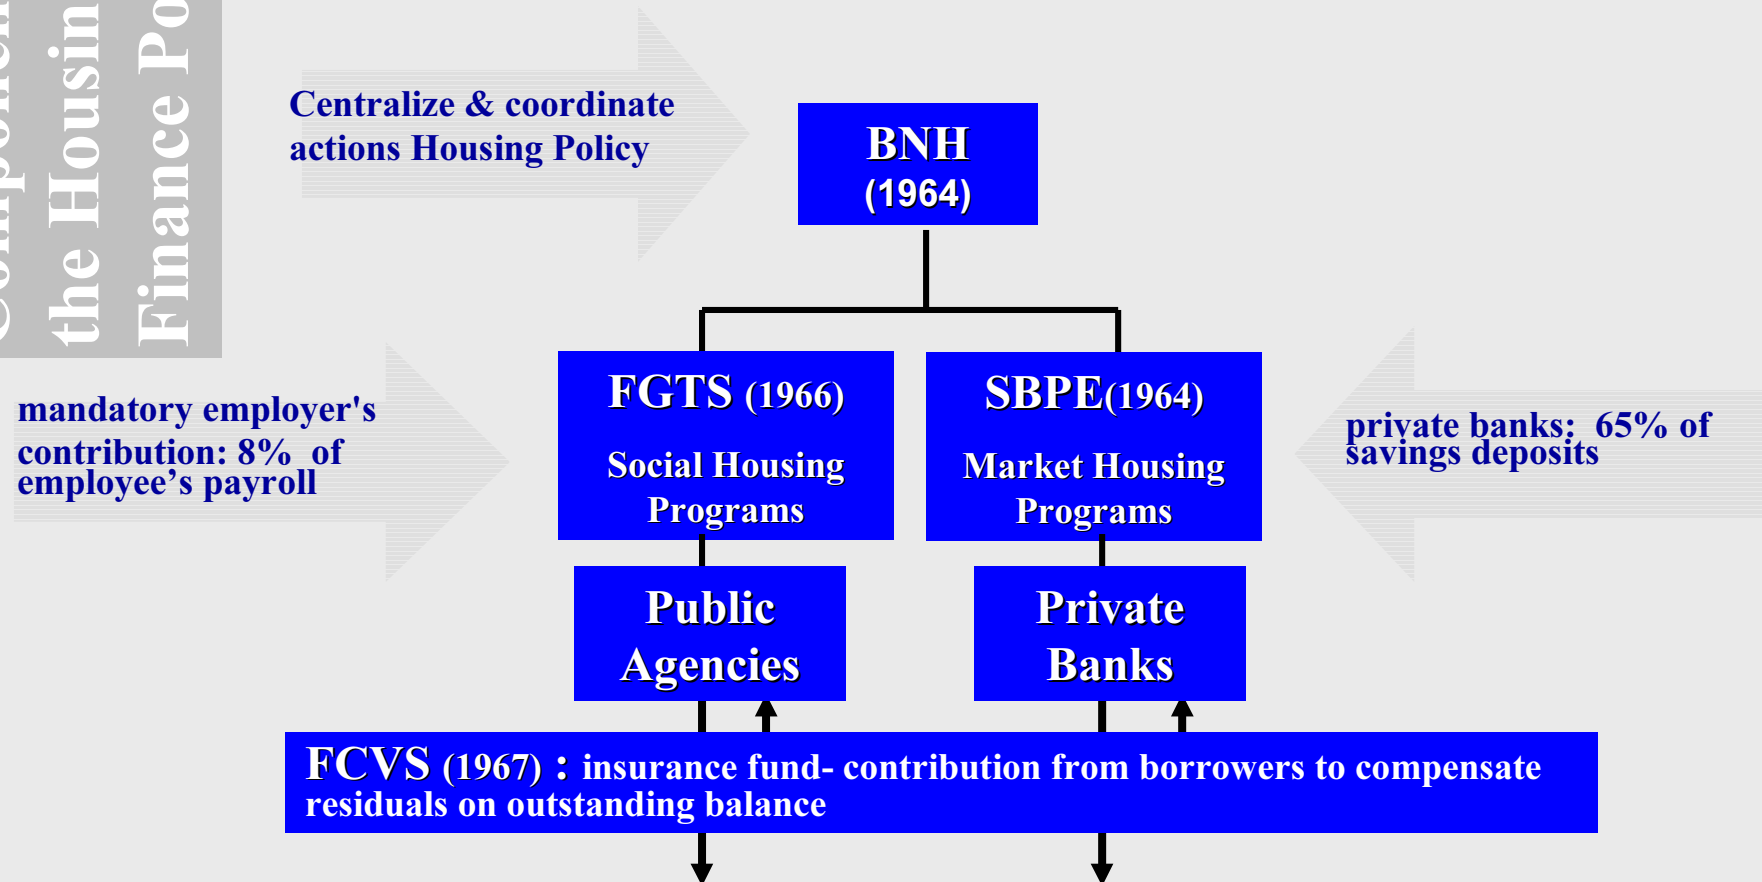 the Housin
Finance Po
Centralize & coordinate
actions Housing Policy
BNH
(1964)
FGTS (1966)
Social Housing
Programs
SBPE(1964)
Market Housing
Programs
mandatory employer's
contribution: 8% of
employee’s payroll
private banks: 65% of
savings deposits
Public
Agencies
Private
Banks
FCVS (1967) : insurance fund- contribution from borrowers to compensate
residuals on outstanding balance